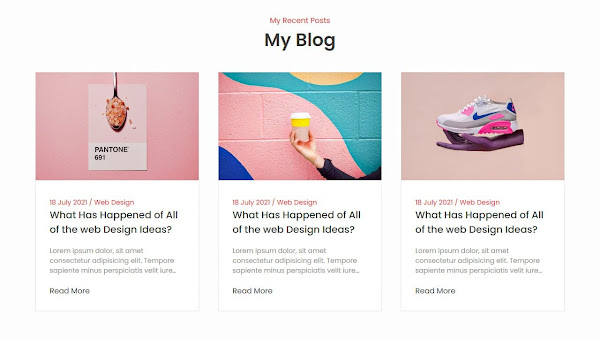 My Recent Posts
My Blog
PANTONE®
691
18 July 2021 / Web Design
What Has Happened of All
of the web Design Ideas?
Lorem ipsum dolor, sit amet
consectetur adipisicing elit. Tempore
sapiente minus perspiciatis velit iure...
Read More
18 July 2021 / Web Design
What Has Happened of All
of the web Design Ideas?
Lorem ipsum dolor, sit amet
consectetur adipisicing elit. Tempore
sapiente minus perspiciatis velit iure...
Read More
18 July 2021 / Web Design
What Has Happened of All
of the web Design Ideas?
Lorem ipsum dolor, sit amet
consectetur adipisicing elit. Tempore
sapiente minus perspiciatis velit iure...
Read More